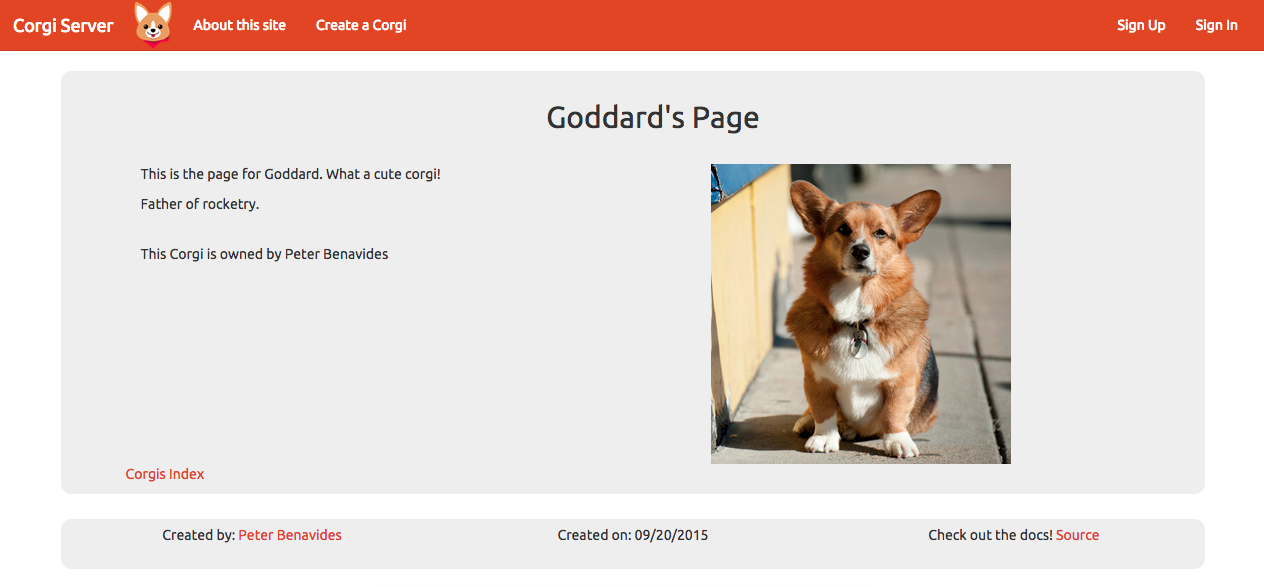 Corgi Server About this site Create a Corgi Sign Up Sign In
Goddard's Page
This is the page for Goddard. What a cute corgi!
Father of rocketry.
This Corgi is owned by Peter Benavides
Corgis Index
Created by: Peter Benavides Created on: 09/20/2015 Check out the docs! Source